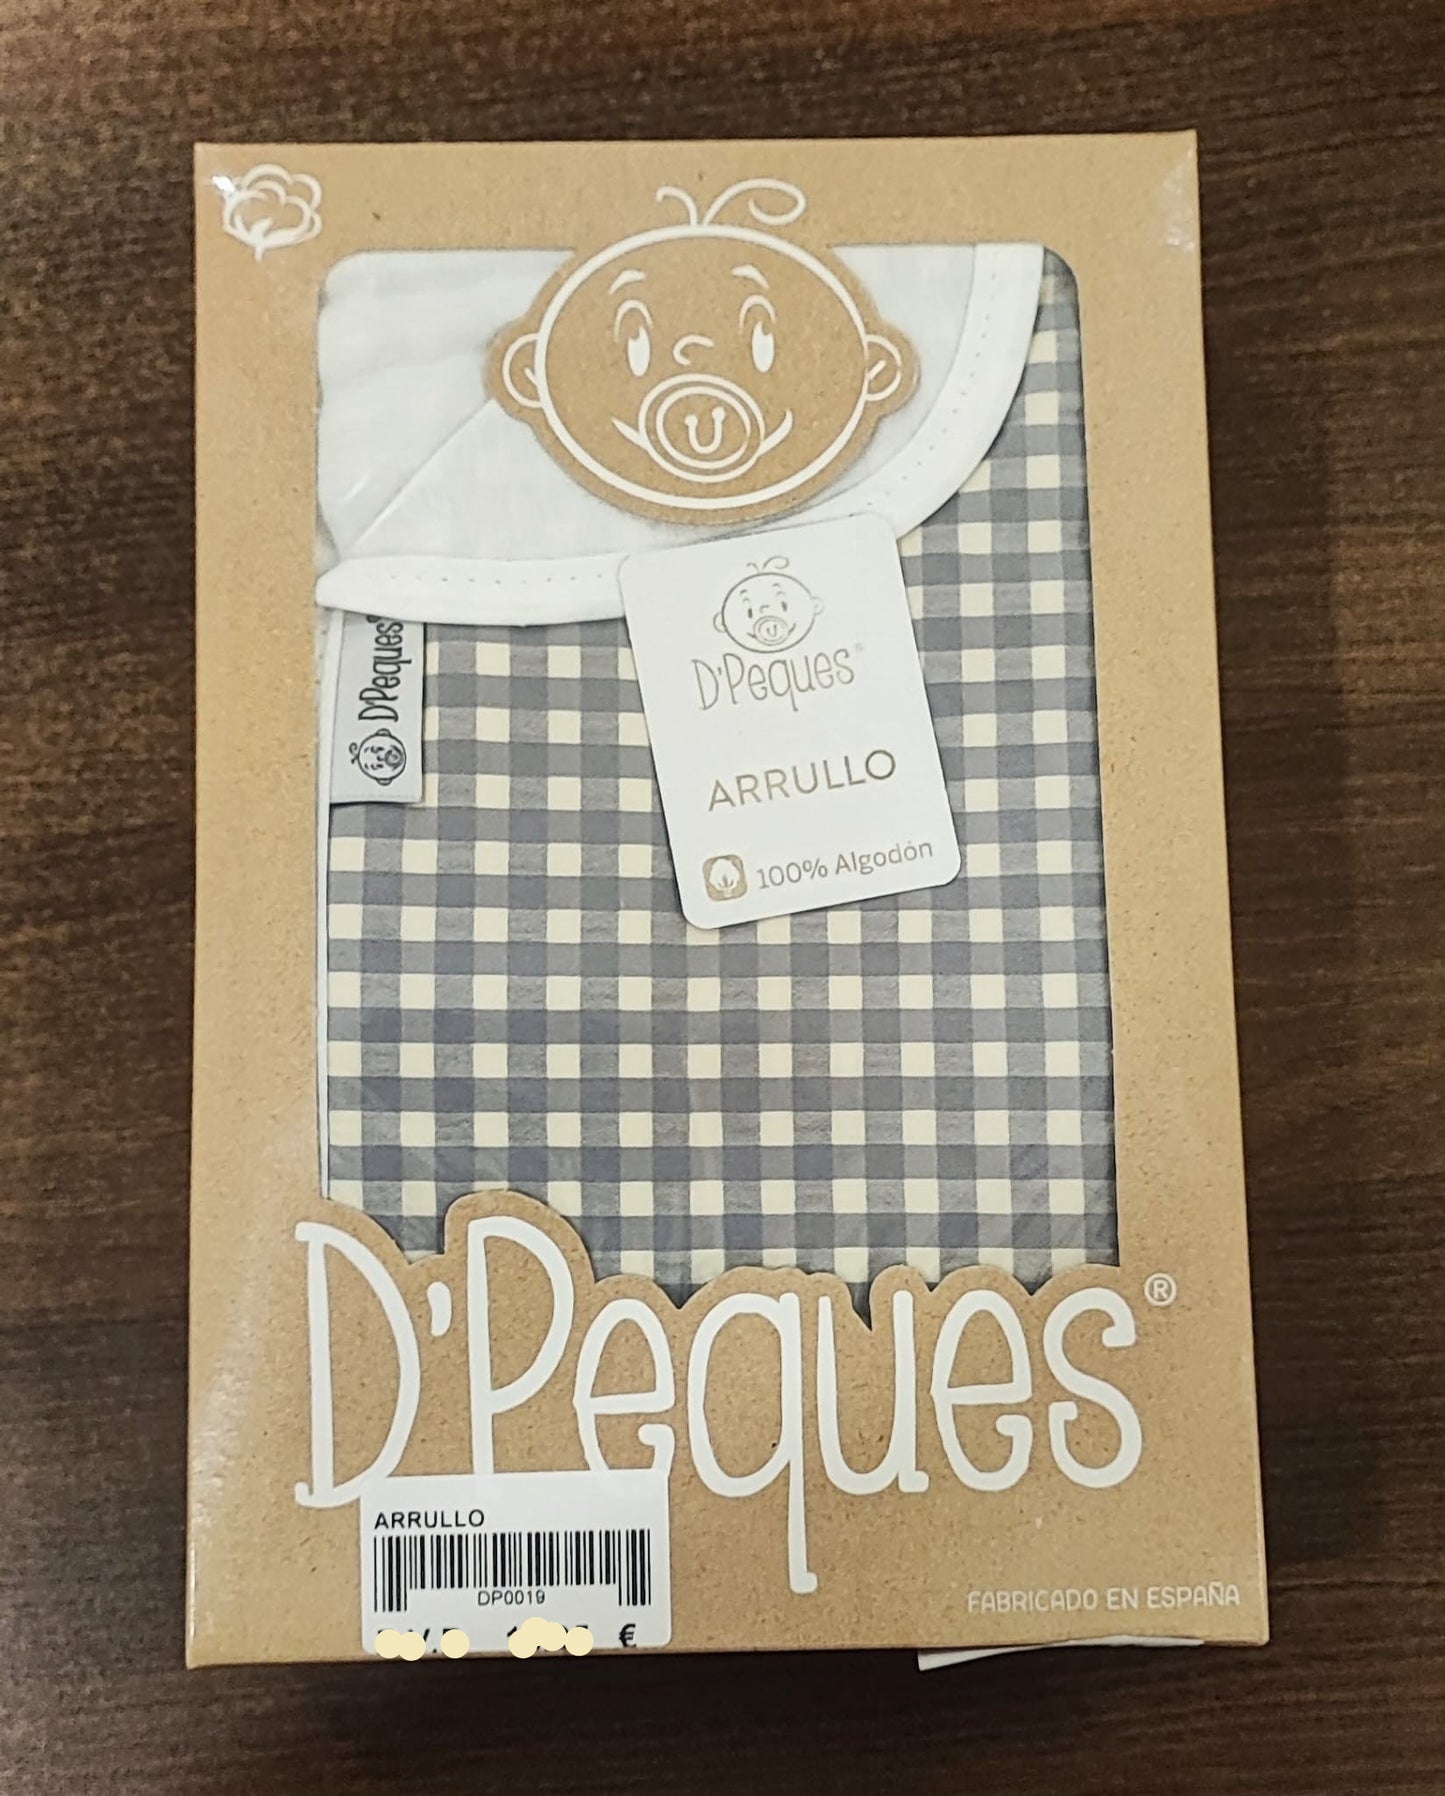 D'Peques
D'Peques®
ARRULLO
100% Algodón
D'Peques®
ARRULLO
DP0019
€
FABRICADO EN ESPAÑA